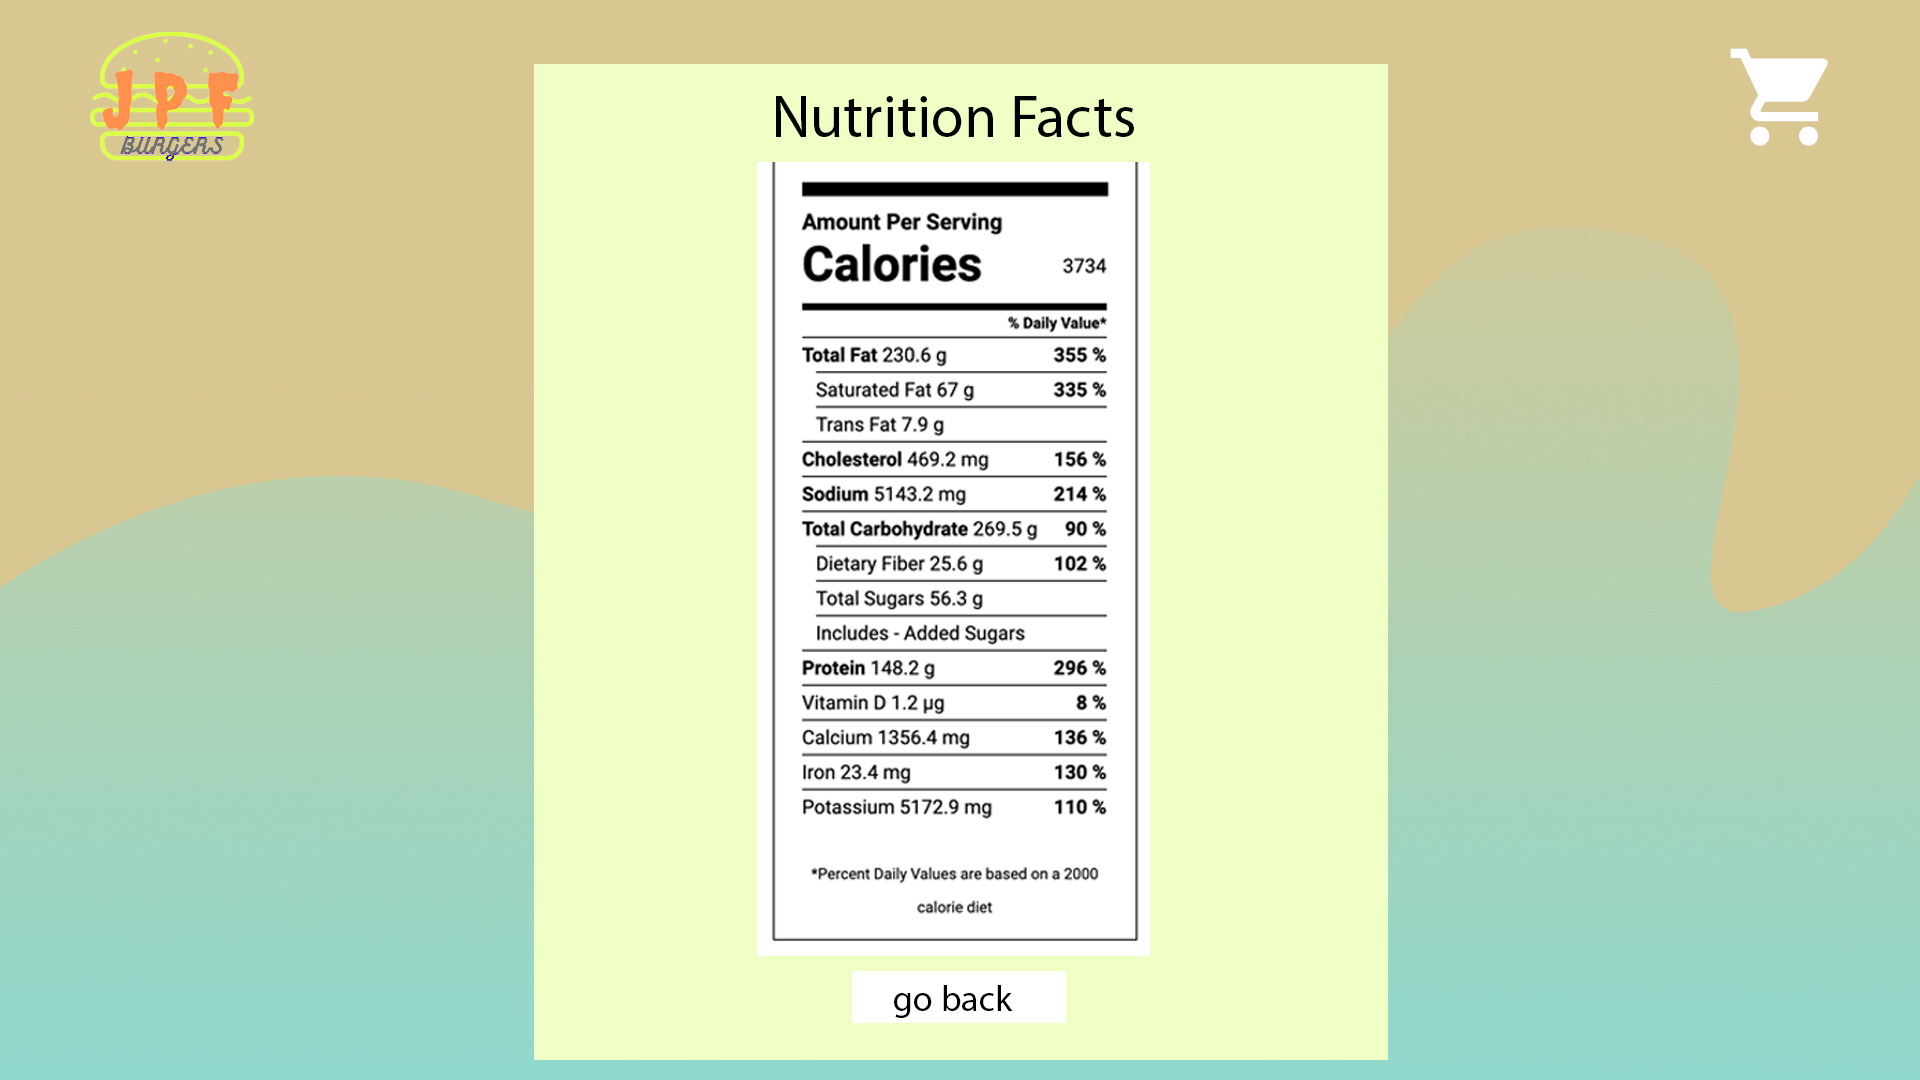 J P F
BURGERS
Nutrition Facts
Amount Per Serving
Calories 3734
% Daily Value*
Total Fat 230.6 g 355 %
Saturated Fat 67 g 335 %
Trans Fat 7.9 g
Cholesterol 469.2 mg 156 %
Sodium 5143.2 mg 214 %
Total Carbohydrate 269.5 g 90 %
Dietary Fiber 25.6 g 102 %
Total Sugars 56.3 g
Includes - Added Sugars
Protein 148.2 g 296 %
Vitamin D 1.2 µg 8 %
Calcium 1356.4 mg 136 %
Iron 23.4 mg 130 %
Potassium 5172.9 mg 110 %
*Percent Daily Values are based on a 2000
calorie diet
go back